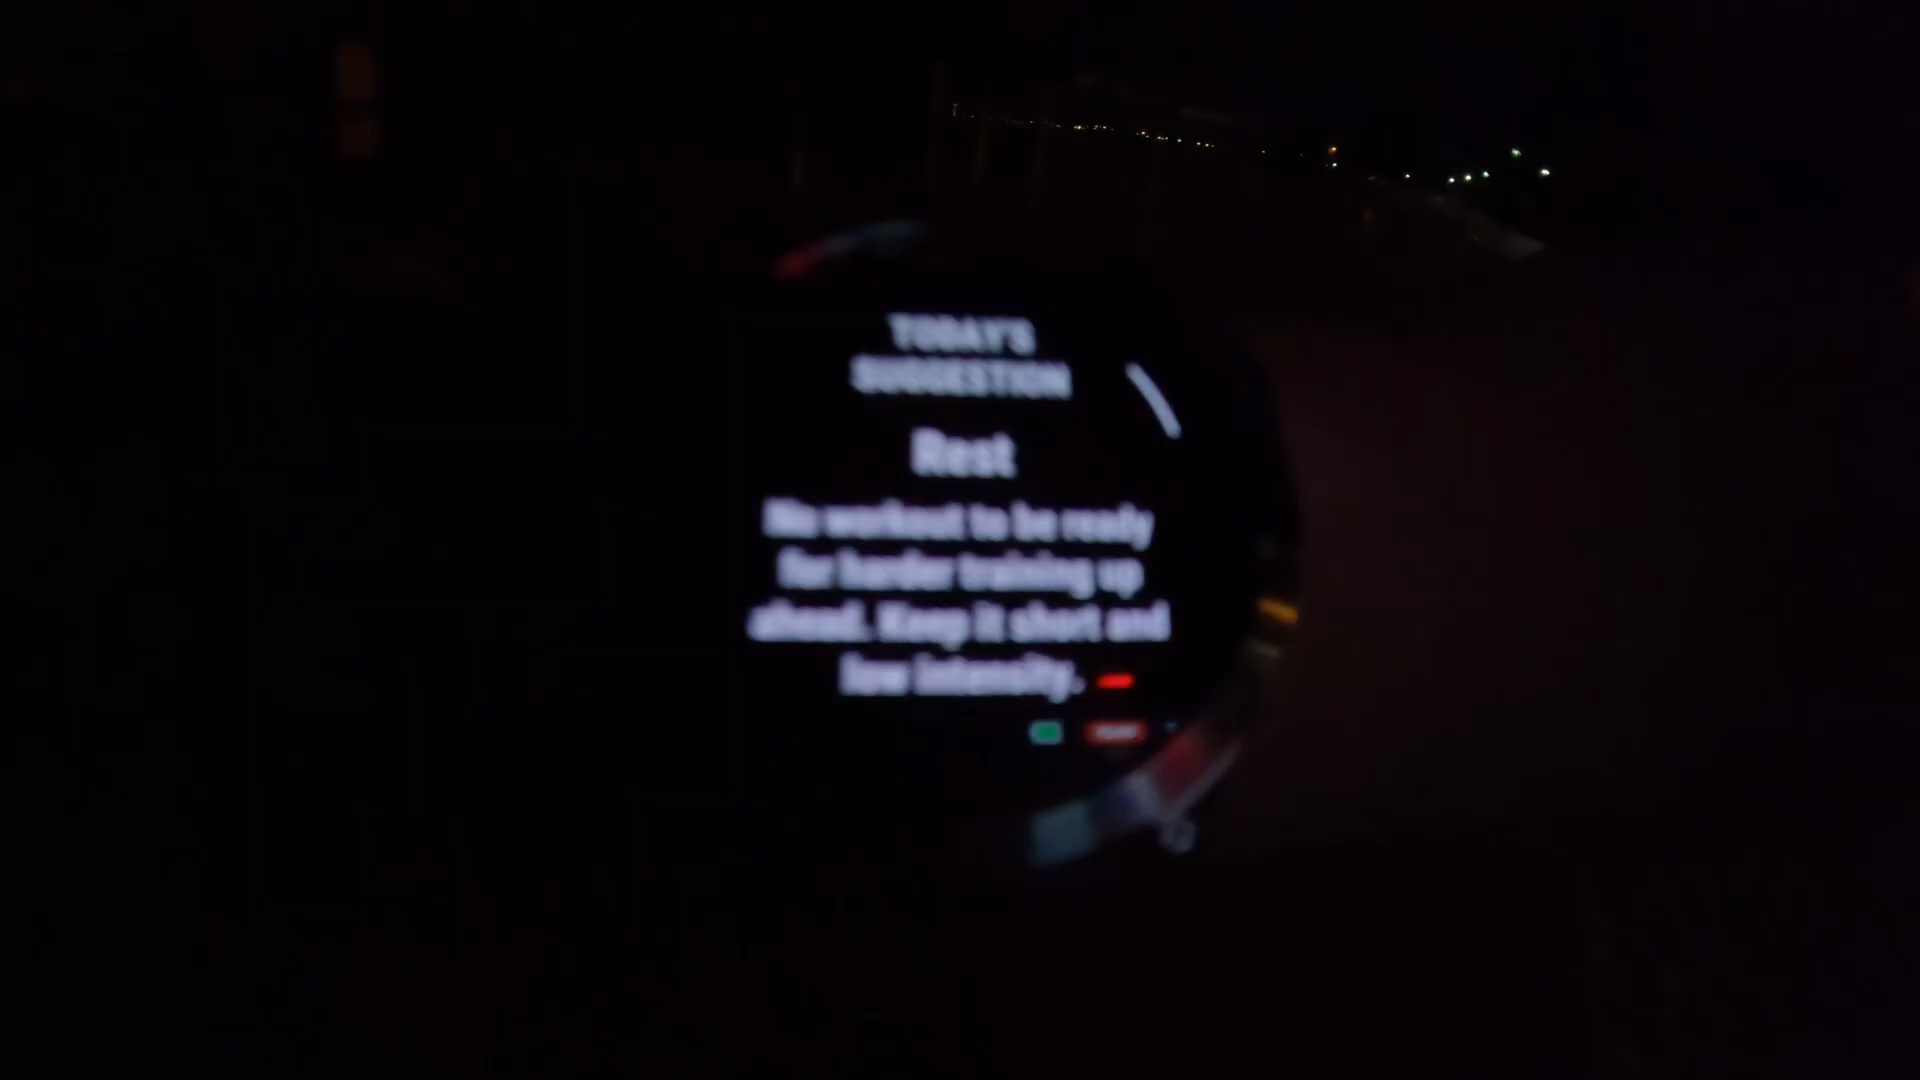 TODAY'S
SUGGESTION
Rest
No workout to be ready
for harder training up
ahead. Keep it short and
low intensity.